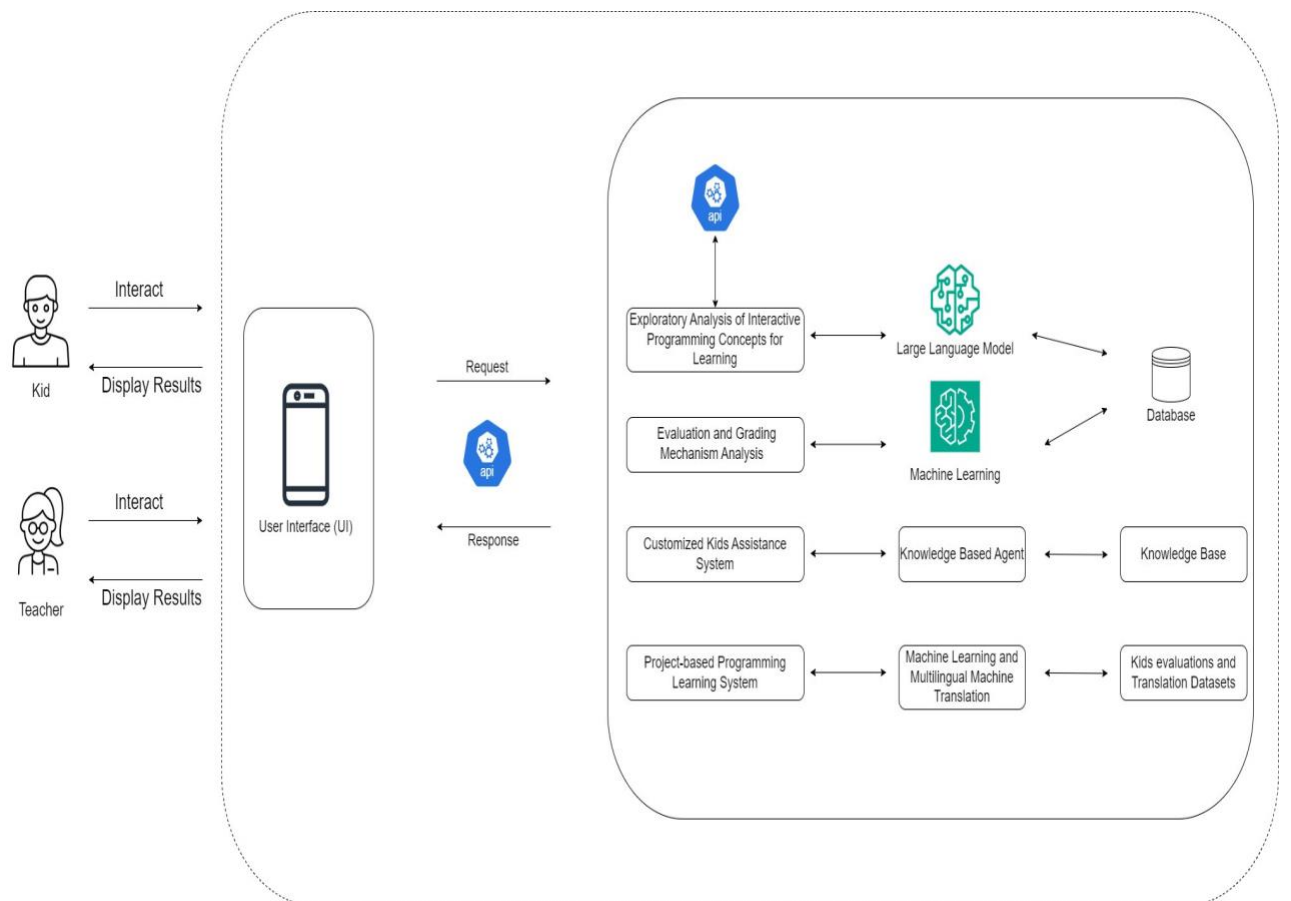 Interact
Display Results
Kid
Interact
Display Results
Teacher
User Interface (UI)
Request
api
Response
api
Exploratory Analysis of Interactive
Programming Concepts for
Learning
Large Language Model
Database
Evaluation and Grading
Mechanism Analysis
Machine Learning
Customized Kids Assistance
System
Knowledge Based Agent
Knowledge Base
Project-based Programming
Learning System
Machine Learning and
Multilingual Machine
Translation
Kids evaluations and
Translation Datasets